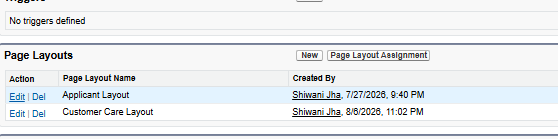 No triggers defined
Page Layouts New Page Layout Assignment
Action Page Layout Name Created By
Edit | Del Applicant Layout Shiwani Jha, 7/27/2026, 9:40 PM
Edit | Del Customer Care Layout Shiwani Jha, 8/6/2026, 11:02 PM